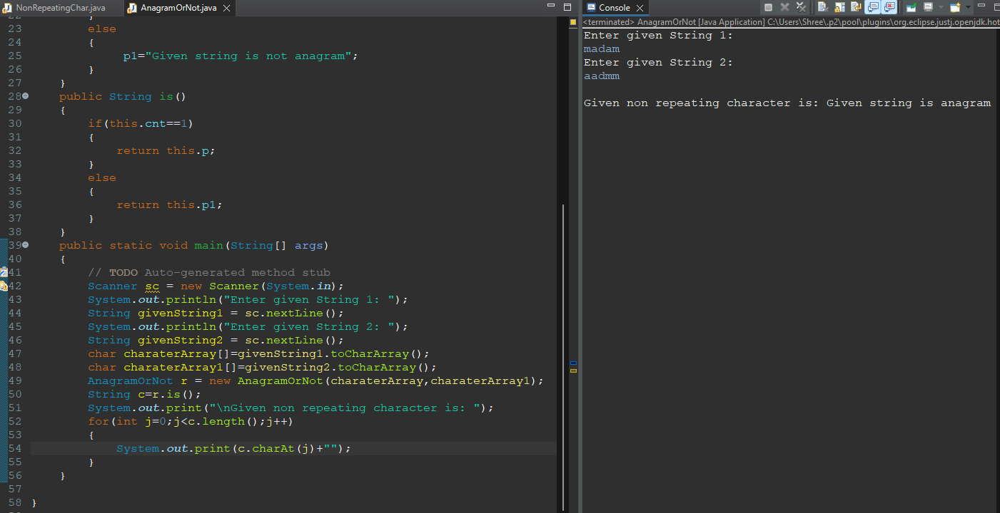 NonRepeatingChar.java AnagramOrNot.java
23 else
24 {
25 p1="Given string is not anagram";
26 }
27 }
28 public String is()
29 {
30 if(this.cnt==1)
31 {
32 return this.p;
33 }
34 else
35 {
36 return this.p1;
37 }
38 }
39 public static void main(String[] args)
40 {
41 // TODO Auto-generated method stub
42 Scanner sc = new Scanner(System.in);
43 System.out.println("Enter given String 1: ");
44 String givenString1 = sc.nextLine();
45 System.out.println("Enter given String 2: ");
46 String givenString2 = sc.nextLine();
47 char charaterArray[]=givenString1.toCharArray();
48 char charaterArray1[]=givenString2.toCharArray();
49 AnagramOrNot r = new AnagramOrNot(charaterArray,charaterArray1);
50 String c=r.is();
51 System.out.print("\nGiven non repeating character is: ");
52 for(int j=0;j<c.length();j++)
53 {
54 System.out.print(c.charAt(j)+"");
55 }
56 }
57
58 }
Console
<terminated> AnagramOrNot [Java Application] C:\Users\Shree\.p2\pool\plugins\org.eclipse.justj.openjdk.hot
Enter given String 1:
madam
Enter given String 2:
aadmm
Given non repeating character is: Given string is anagram